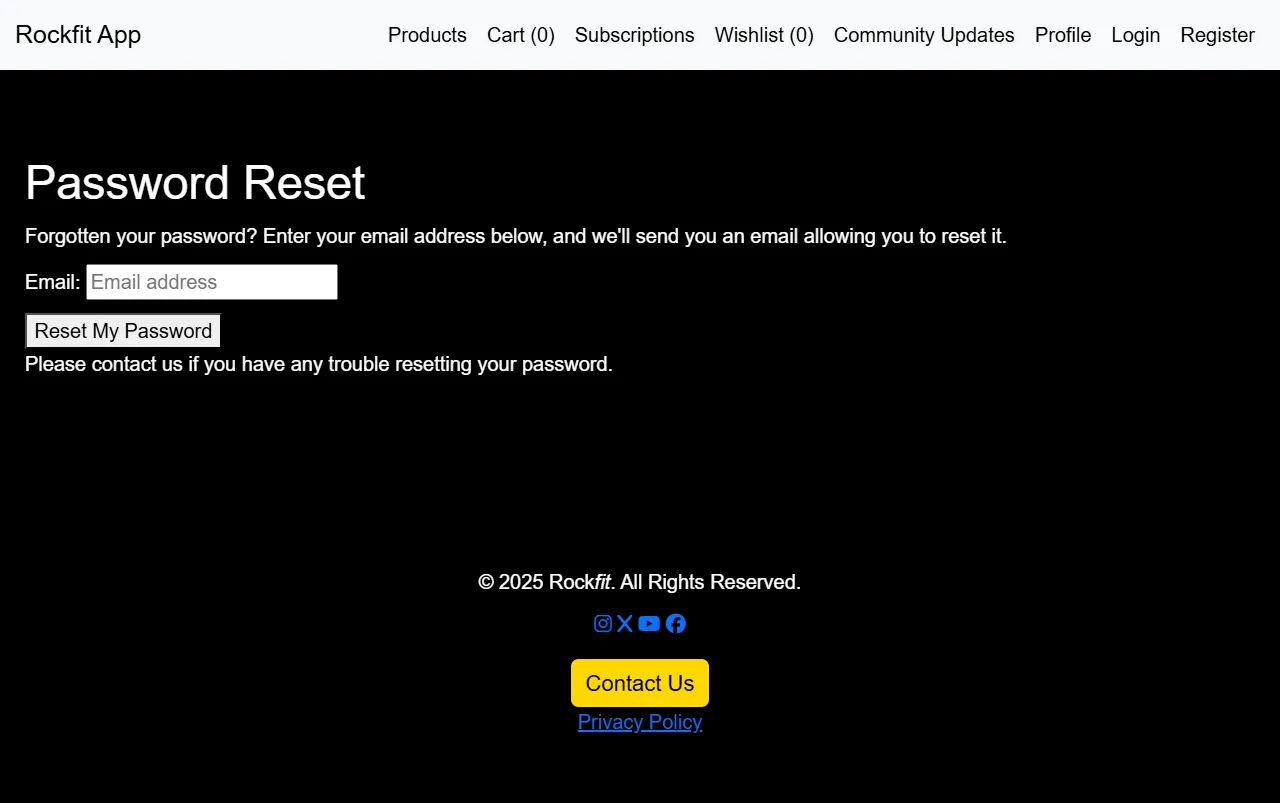 Rockfit App Products Cart (0) Subscriptions Wishlist (0) Community Updates Profile Login Register
Password Reset
Forgotten your password? Enter your email address below, and we'll send you an email allowing you to reset it.
Email: Email address
Reset My Password
Please contact us if you have any trouble resetting your password.
© 2025 Rockfit. All Rights Reserved.
Contact Us
Privacy Policy